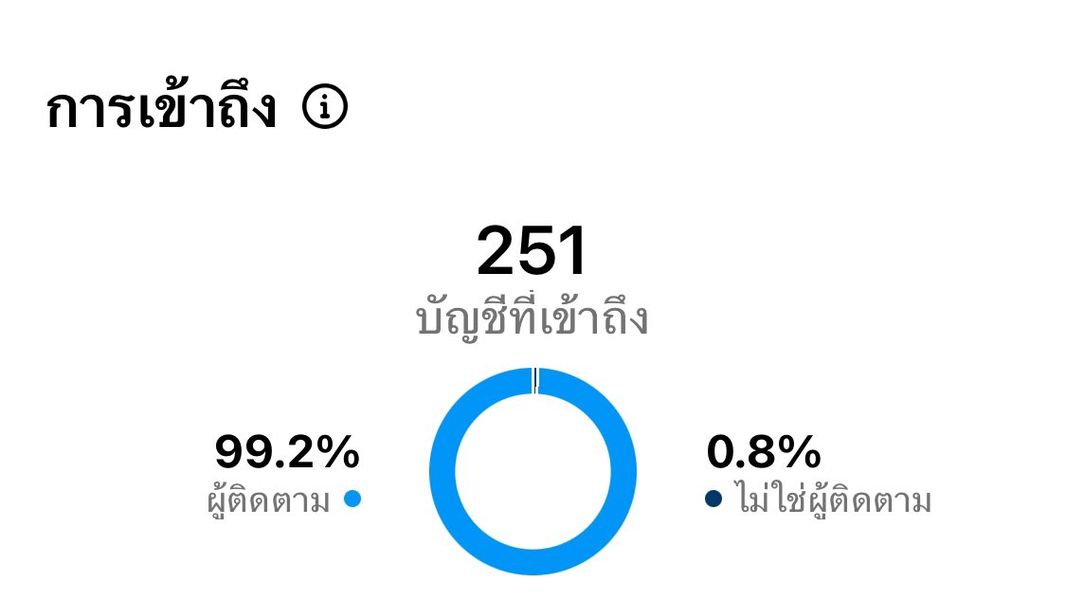 การเข้าถึง
251
บัญชีที่เข้าถึง
99.2%
ผู้ติดตาม
0.8%
ไม่ใช่ผู้ติดตาม